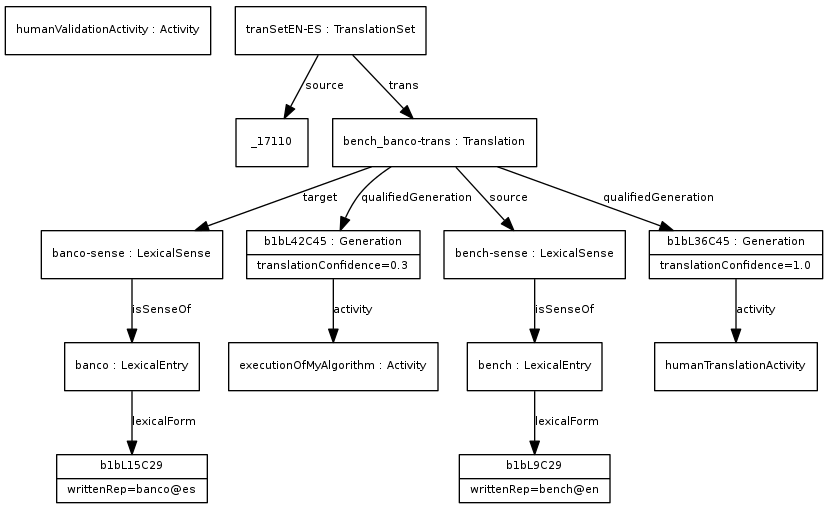 humanValidationActivity : Activity
tranSetEN-ES : TranslationSet
source
trans
_17110
bench_banco-trans : Translation
target
qualifiedGeneration
source
qualifiedGeneration
banco-sense : LexicalSense
b1bL42C45 : Generation
translationConfidence=0.3
bench-sense : LexicalSense
b1bL36C45 : Generation
translationConfidence=1.0
isSenseOf
activity
isSenseOf
activity
banco : LexicalEntry
executionOfMyAlgorithm : Activity
bench : LexicalEntry
humanTranslationActivity
lexicalForm
lexicalForm
b1bL15C29
writtenRep=banco@es
b1bL9C29
writtenRep=bench@en